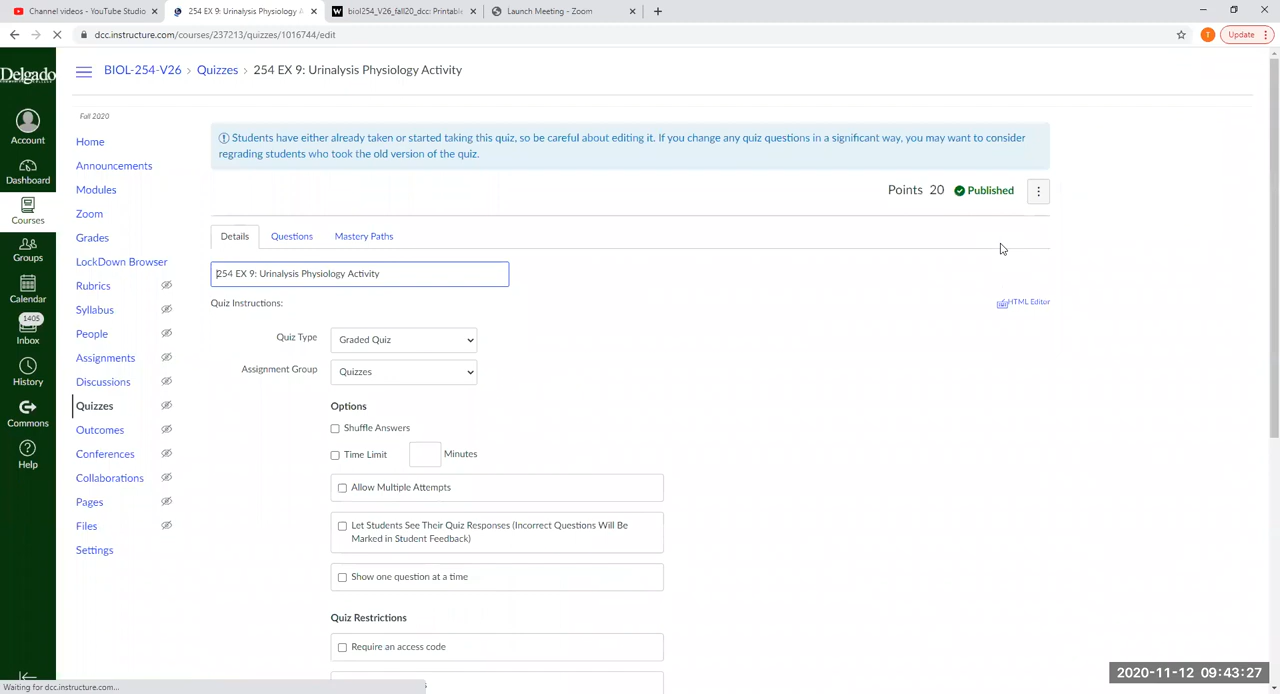 Channel videos - YouTube Studio
254 EX 9: Urinalysis Physiology A
biol254_V26_fall20_dcc: Printable
Launch Meeting - Zoom
dcc.instructure.com/courses/237213/quizzes/1016744/edit
T
Update
Delgado
BIOL-254-V26 > Quizzes > 254 EX 9: Urinalysis Physiology Activity
Account
Dashboard
Courses
Groups
Calendar
1405
Inbox
History
Commons
Help
Fall 2020
Home
Announcements
Modules
Zoom
Grades
LockDown Browser
Rubrics
Syllabus
People
Assignments
Discussions
Quizzes
Outcomes
Conferences
Collaborations
Pages
Files
Settings
Students have either already taken or started taking this quiz, so be careful about editing it. If you change any quiz questions in a significant way, you may want to consider
regrading students who took the old version of the quiz.
Points 20 Published
Details Questions Mastery Paths
254 EX 9: Urinalysis Physiology Activity
Quiz Instructions:
HTML Editor
Quiz Type Graded Quiz
Assignment Group Quizzes
Options
Shuffle Answers
Time Limit Minutes
Allow Multiple Attempts
Let Students See Their Quiz Responses (Incorrect Questions Will Be
Marked in Student Feedback)
Show one question at a time
Quiz Restrictions
Require an access code
Waiting for dcc.instructure.com...
2020-11-12 09:43:27